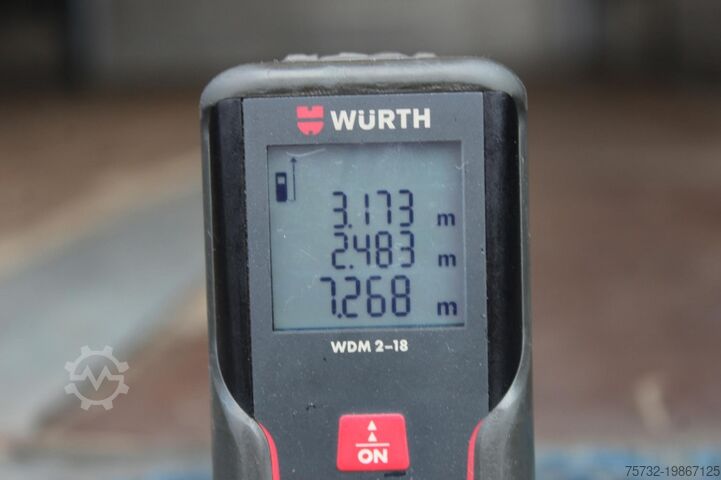 WÜRTH
3.173 m
2.483 m
7.268 m
WDM 2-18
ON
75732-19867125